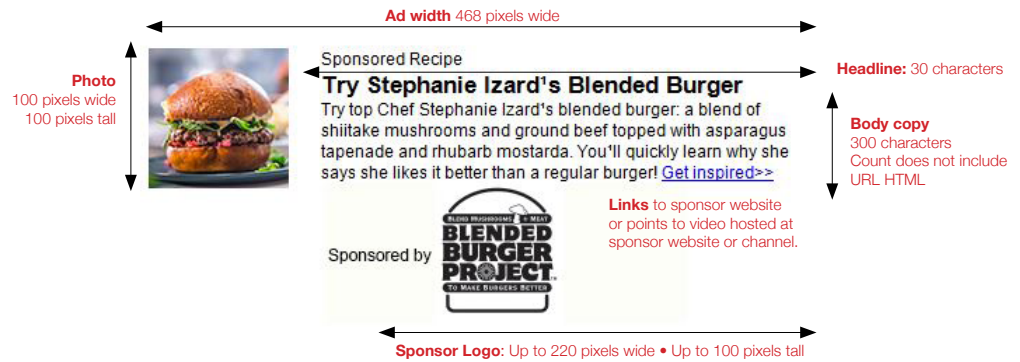 Ad width 468 pixels wide
Photo
100 pixels wide
100 pixels tall
Sponsored Recipe
Try Stephanie Izard's Blended Burger
Try top Chef Stephanie Izard's blended burger: a blend of
shiitake mushrooms and ground beef topped with asparagus
tapenade and rhubarb mostarda. You'll quickly learn why she
says she likes it better than a regular burger! Get inspired>>
Headline: 30 characters
Body copy
300 characters
Count does not include
URL HTML
Links to sponsor website
or points to video hosted at
sponsor website or channel.
Sponsored by
BLEND MUSHROOMS + MEAT
BLENDED
BURGER
PROJECT
TM
TO MAKE BURGERS BETTER
Sponsor Logo: Up to 220 pixels wide • Up to 100 pixels tall